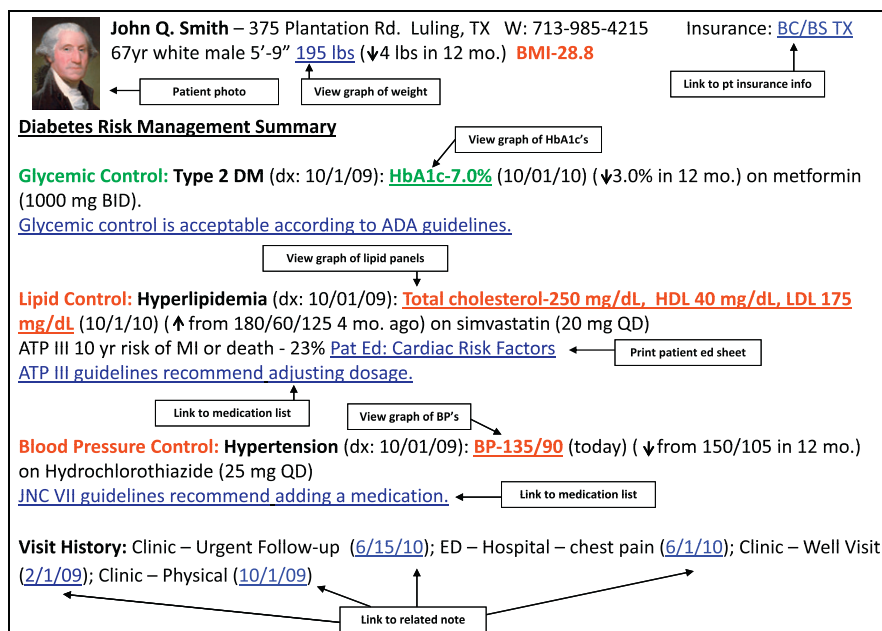 John Q. Smith – 375 Plantation Rd.  Luling, TX   W: 713-985-4215     Insurance: BC/BS TX
67yr white male 5’-9” 195 lbs (↓4 lbs in 12 mo.)  BMI-28.8
Patient photo
View graph of weight
Link to pt insurance info
Diabetes Risk Management Summary
View graph of HbA1c’s
Glycemic Control: Type 2 DM (dx: 10/1/09): HbA1c-7.0% (10/01/10) (↓3.0% in 12 mo.) on metformin
(1000 mg BID).
Glycemic control is acceptable according to ADA guidelines.
View graph of lipid panels
Lipid Control: Hyperlipidemia (dx: 10/01/09): Total cholesterol-250 mg/dL,  HDL 40 mg/dL, LDL 175
mg/dL (10/1/10) (↑ from 180/60/125 4 mo. ago) on simvastatin (20 mg QD)
ATP III 10 yr risk of MI or death - 23% Pat Ed: Cardiac Risk Factors
Print patient ed sheet
ATP III guidelines recommend adjusting dosage.
Link to medication list
View graph of BP’s
Blood Pressure Control: Hypertension (dx: 10/01/09): BP-135/90 (today) (↓from 150/105 in 12 mo.)
on Hydrochlorothiazide (25 mg QD)
JNC VII guidelines recommend adding a medication.
Link to medication list
Visit History: Clinic – Urgent Follow-up  (6/15/10); ED – Hospital – chest pain (6/1/10); Clinic – Well Visit
(2/1/09); Clinic – Physical (10/1/09)
Link to related note